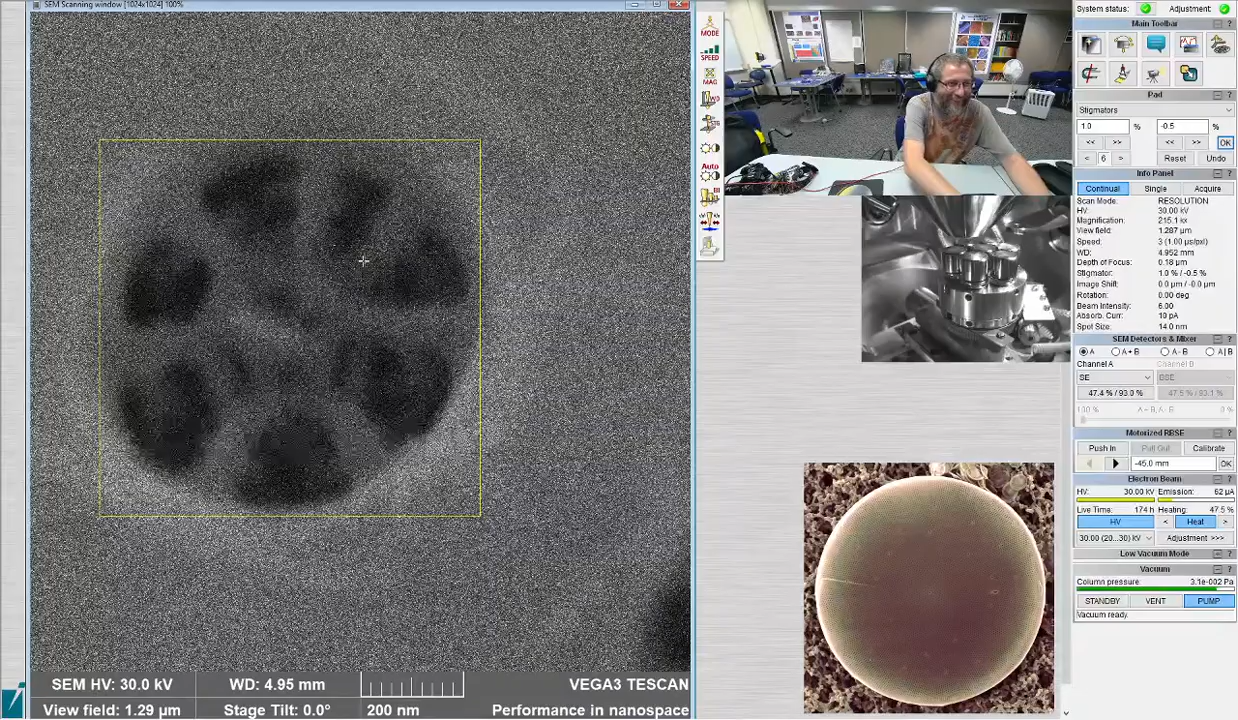 SEM Scanning window [1024x1024] 100%
MODE
SPEED
MAG
WD
Auto
SEM HV: 30.0 kV
WD: 4.95 mm
VEGA3 TESCAN
View field: 1.29 µm
Stage Tilt: 0.0°
200 nm
Performance in nanospace
System status:
Adjustment:
Main Toolbar
Pad
Stigmators
1.0 %
-0.5 %
<< >>
<< >>
OK
< 6 >
Reset
Undo
Info Panel
Continual
Single
Acquire
Scan Mode: RESOLUTION
HV: 30.00 kV
Magnification: 215.1 kx
View field: 1.287 µm
Speed: 3 (1.00 µs/pxl)
WD: 4.952 mm
Depth of Focus: 0.18 µm
Stigmator: 1.0 % / -0.5 %
Image Shift: 0.0 µm / -0.0 µm
Rotation: 0.00 deg
Beam Intensity: 6.00
Absorb. Curr: 10 pA
Spot Size: 14.0 nm
SEM Detectors & Mixer
A
A + B
A - B
A | B
Channel A
Channel B
SE
BSE
47.4 % / 93.0 %
47.5 % / 93.1 %
100 %
A + B, A - B
0 %
Motorized RBSE
Push In
Pull Out
Calibrate
-45.0 mm
OK
Electron Beam
HV: 30.00 kV
Emission: 62 µA
Live Time: 174 h
Heating: 47.5 %
HV
<
Heat
>
30.00 (20...30) kV
Adjustment >>>
Low Vacuum Mode
Vacuum
Column pressure: 3.1e-002 Pa
STANDBY
VENT
PUMP
Vacuum ready.